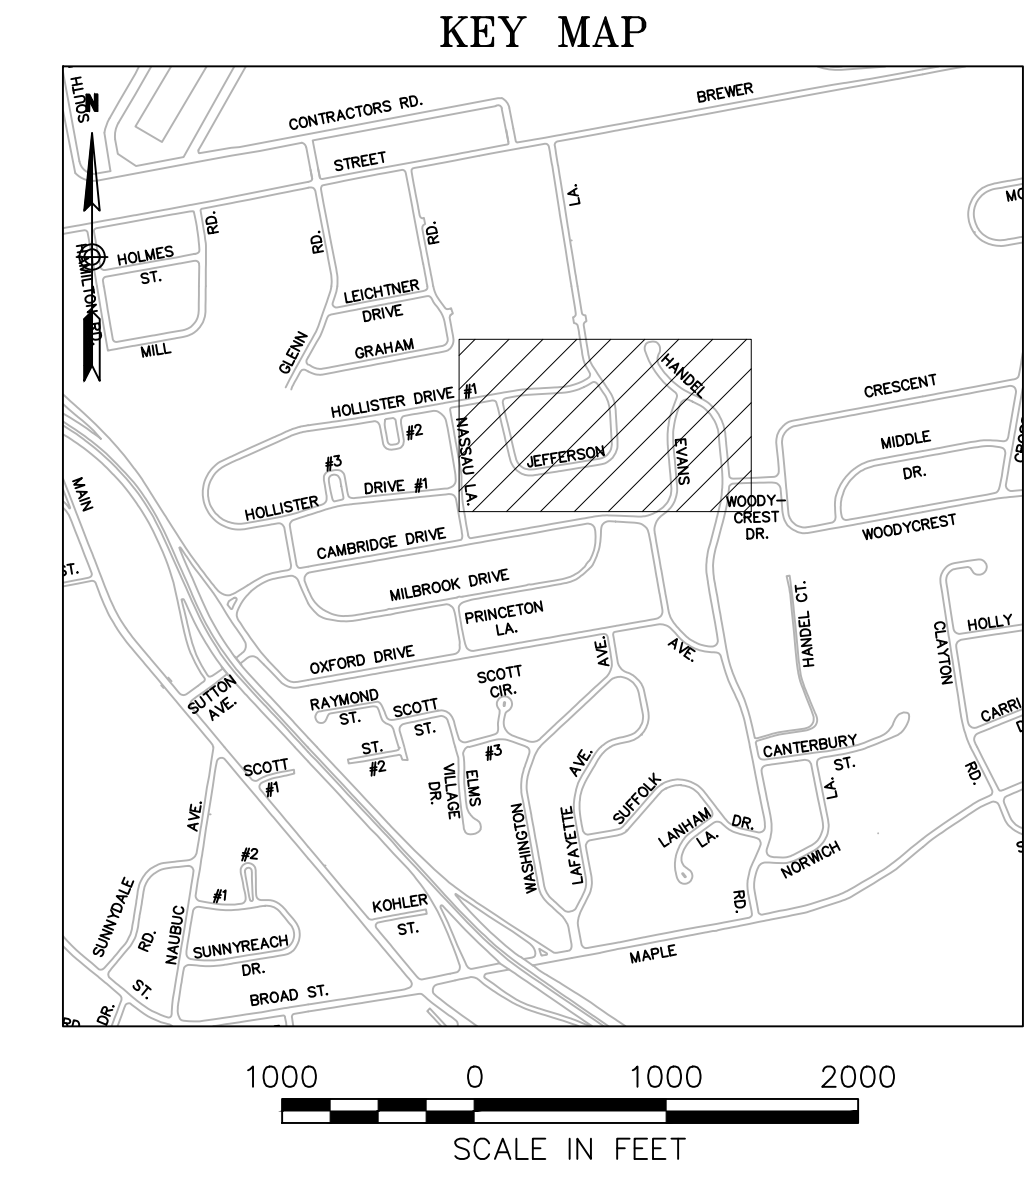 KEY MAP
SOUTH
N
CONTRACTORS RD.
BREWER
STREET
LA.
RD.
RD.
RD.
HOLMES
ST.
HAMILTON RD.
LEICHTNER
DRIVE
GLENN
GRAHAM
MILL
HANDEL
HOLLISTER DRIVE #1
#2
CRESCENT
NASSAU LA.
JEFFERSON
EVANS
MIDDLE
DR.
#3
DRIVE #1
HOLLISTER
MAIN
WOODY-
CREST
DR.
WOODYCREST
CAMBRIDGE DRIVE
ST.
MILBROOK DRIVE
HANDEL CT.
PRINCETON
LA.
CLAYTON
HOLLY
OXFORD DRIVE
AVE.
AVE.
SUTTON
AVE.
RAYMOND
ST.
SCOTT
ST.
SCOTT
CIR.
CARRI
#3
ST.
#2
CANTERBURY
ST.
SCOTT
#1
ELMS
VILLAGE
DR.
AVE.
RD.
LA.
SUFFOLK
AVE.
WASHINGTON
LAFAYETTE
LANHAM
LA.
DR.
NORWICH
#2
#1
SUNNYDALE
RD.
NAUBUC
KOHLER
ST.
RD.
SUNNYREACH
DR.
MAPLE
ST.
BROAD ST.
DR.
RD
1000 0 1000 2000
SCALE IN FEET